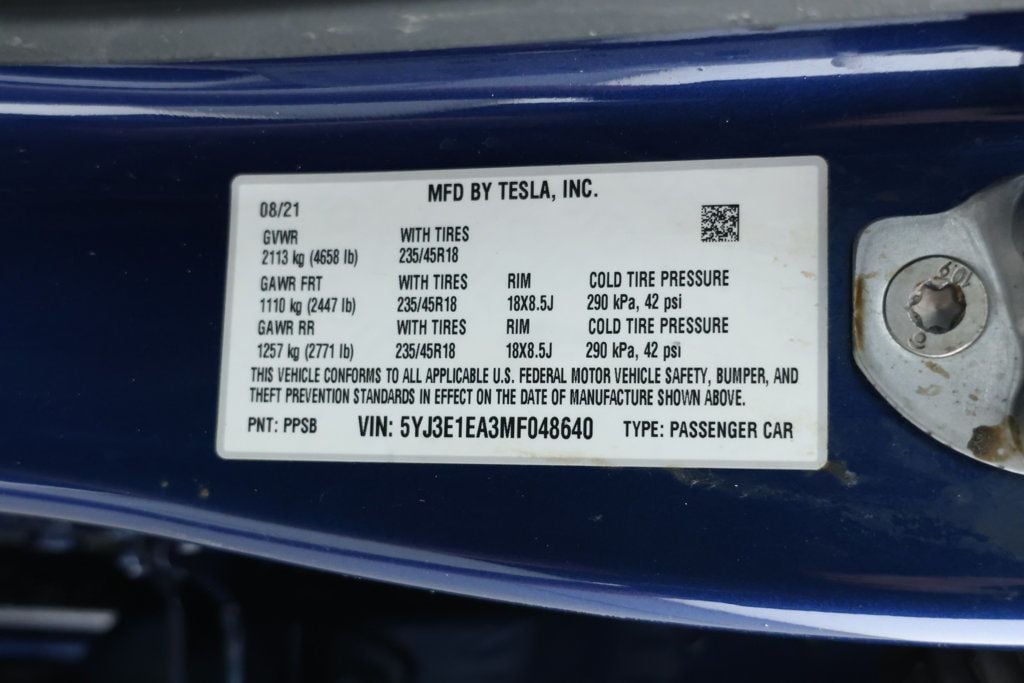 MFD BY TESLA, INC.
08/21
GVWR WITH TIRES
2113 kg (4658 lb) 235/45R18
GAWR FRT WITH TIRES RIM COLD TIRE PRESSURE
1110 kg (2447 lb) 235/45R18 18X8.5J 290 kPa, 42 psi
GAWR RR WITH TIRES RIM COLD TIRE PRESSURE
1257 kg (2771 lb) 235/45R18 18X8.5J 290 kPa, 42 psi
THIS VEHICLE CONFORMS TO ALL APPLICABLE U.S. FEDERAL MOTOR VEHICLE SAFETY, BUMPER, AND
THEFT PREVENTION STANDARDS IN EFFECT ON THE DATE OF MANUFACTURE SHOWN ABOVE.
PNT: PPSB VIN: 5YJ3E1EA3MF048640 TYPE: PASSENGER CAR
10.9